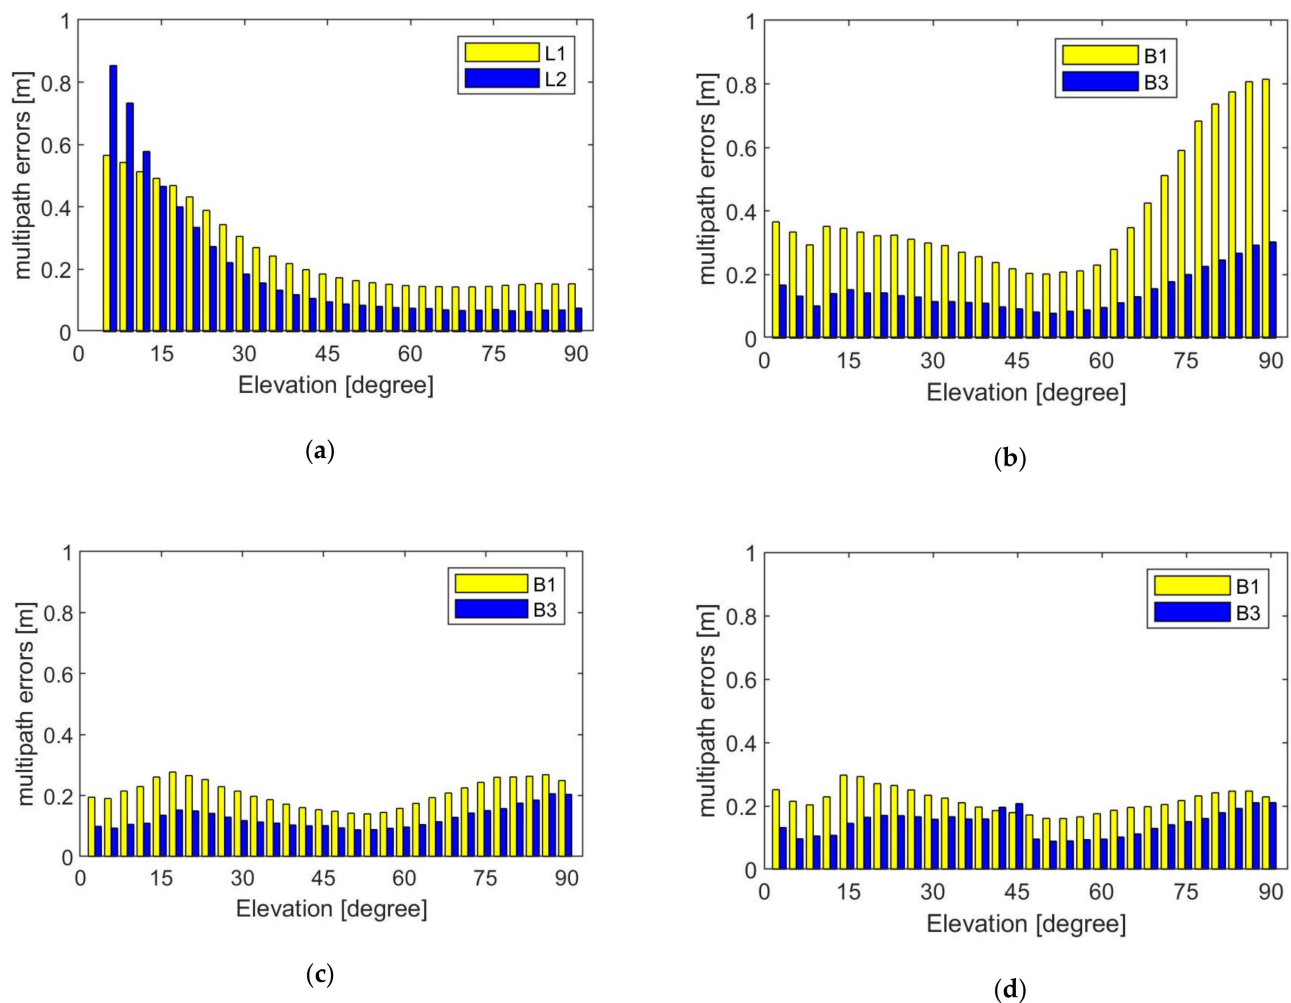 1
0.8
0.6
0.4
0.2
0
multipath errors [m]
L1
L2
0 15 30 45 60 75 90
Elevation [degree]
(a)
1
0.8
0.6
0.4
0.2
0
multipath errors [m]
B1
B3
0 15 30 45 60 75 90
Elevation [degree]
(b)
1
0.8
0.6
0.4
0.2
0
multipath errors [m]
B1
B3
0 15 30 45 60 75 90
Elevation [degree]
(c)
1
0.8
0.6
0.4
0.2
0
multipath errors [m]
B1
B3
0 15 30 45 60 75 90
Elevation [degree]
(d)